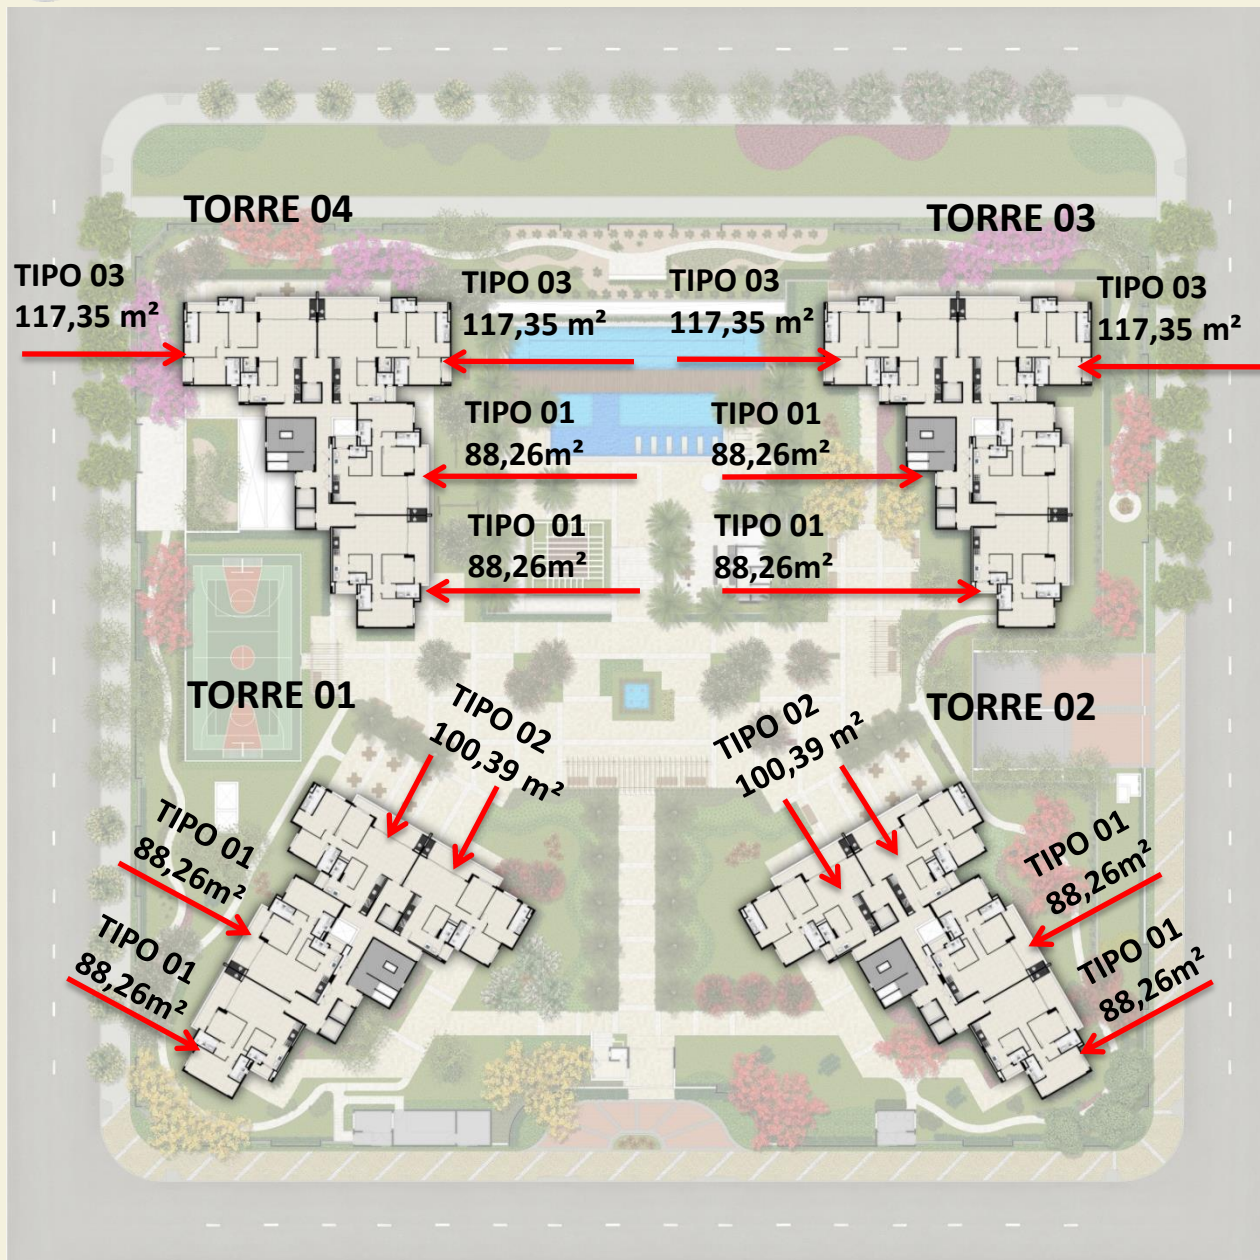 TORRE 04
TORRE 03
TIPO 03
117,35 m²
TIPO 03
117,35 m²
TIPO 03
117,35 m²
TIPO 03
117,35 m²
TIPO 01
88,26m²
TIPO 01
88,26m²
TIPO 01
88,26m²
TIPO 01
88,26m²
TORRE 01
TORRE 02
TIPO 02
100,39 m²
TIPO 02
100,39 m²
TIPO 01
88,26m²
TIPO 01
88,26m²
TIPO 01
88,26m²
TIPO 01
88,26m²